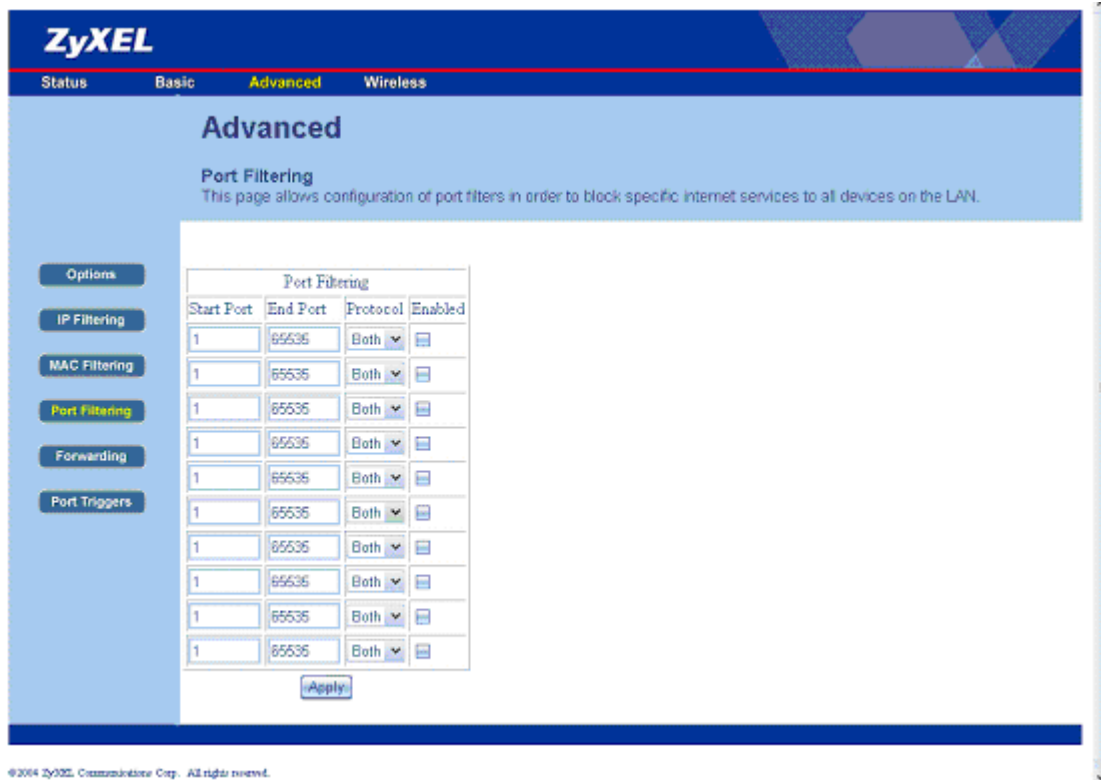 ZyXEL
Status Basic Advanced Wireless
Advanced
Port Filtering
This page allows configuration of port filters in order to block specific internet services to all devices on the LAN.
Options
IP Filtering
MAC Filtering
Port Filtering
Forwarding
Port Triggers
Port Filtering
Start Port End Port Protocol Enabled
1 65535 Both
1 65535 Both
1 65535 Both
1 65535 Both
1 65535 Both
1 65535 Both
1 65535 Both
1 65535 Both
1 65535 Both
1 65535 Both
Apply
©2004 ZyXEL Communications Corp. All rights reserved.